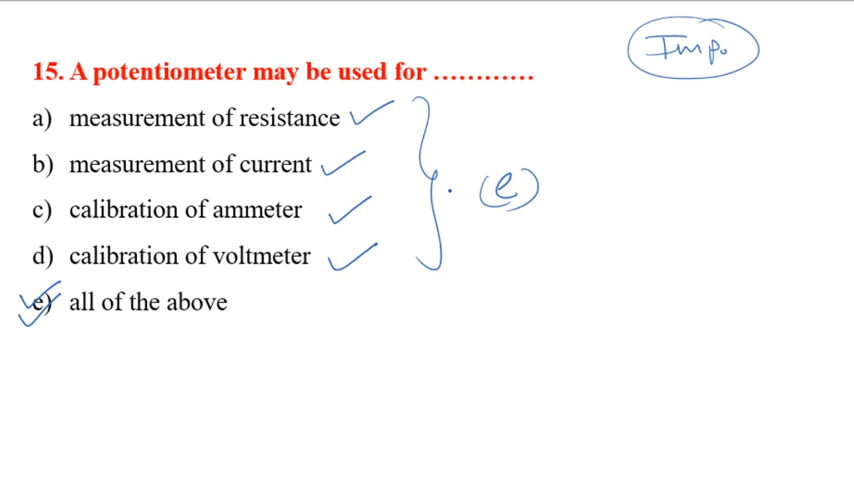 Imp.
15. A potentiometer may be used for …………
a) measurement of resistance
b) measurement of current
(e)
c) calibration of ammeter
d) calibration of voltmeter
e) all of the above